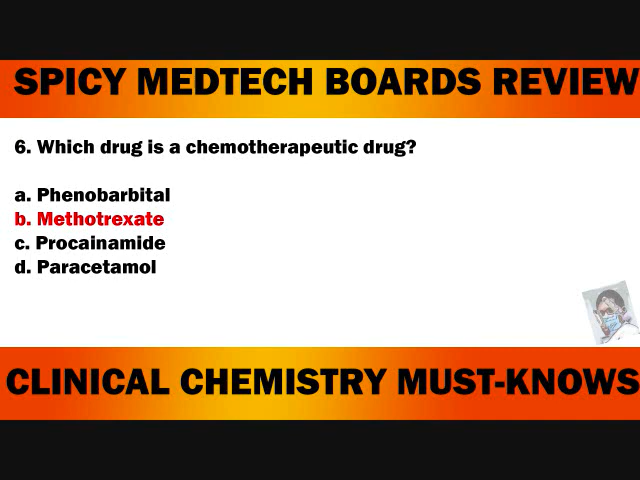 SPICY MEDTECH BOARDS REVIEW
6. Which drug is a chemotherapeutic drug?
a. Phenobarbital
b. Methotrexate
c. Procainamide
d. Paracetamol
CLINICAL CHEMISTRY MUST-KNOWS